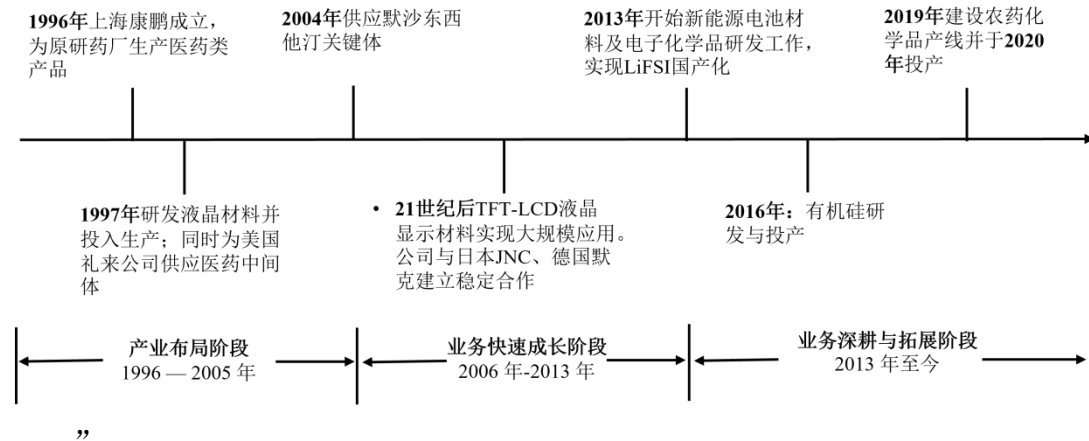 1996年上海康鹏成立，
为原研药厂生产医药类
产品
2004年供应默沙东西
他汀关键体
2013年开始新能源电池材
料及电子化学品研发工作，
实现LiFSI国产化
2019年建设农药化
学品产线并于2020
年投产
1997年研发液晶材料并
投入生产；同时为美国
礼来公司供应医药中间
体
• 21世纪后TFT-LCD液晶
显示材料实现大规模应用。
公司与日本JNC、德国默
克建立稳定合作
2016年：有机硅研
发与投产
产业布局阶段
1996 — 2005 年
业务快速成长阶段
2006 年-2013 年
业务深耕与拓展阶段
2013 年至今
”